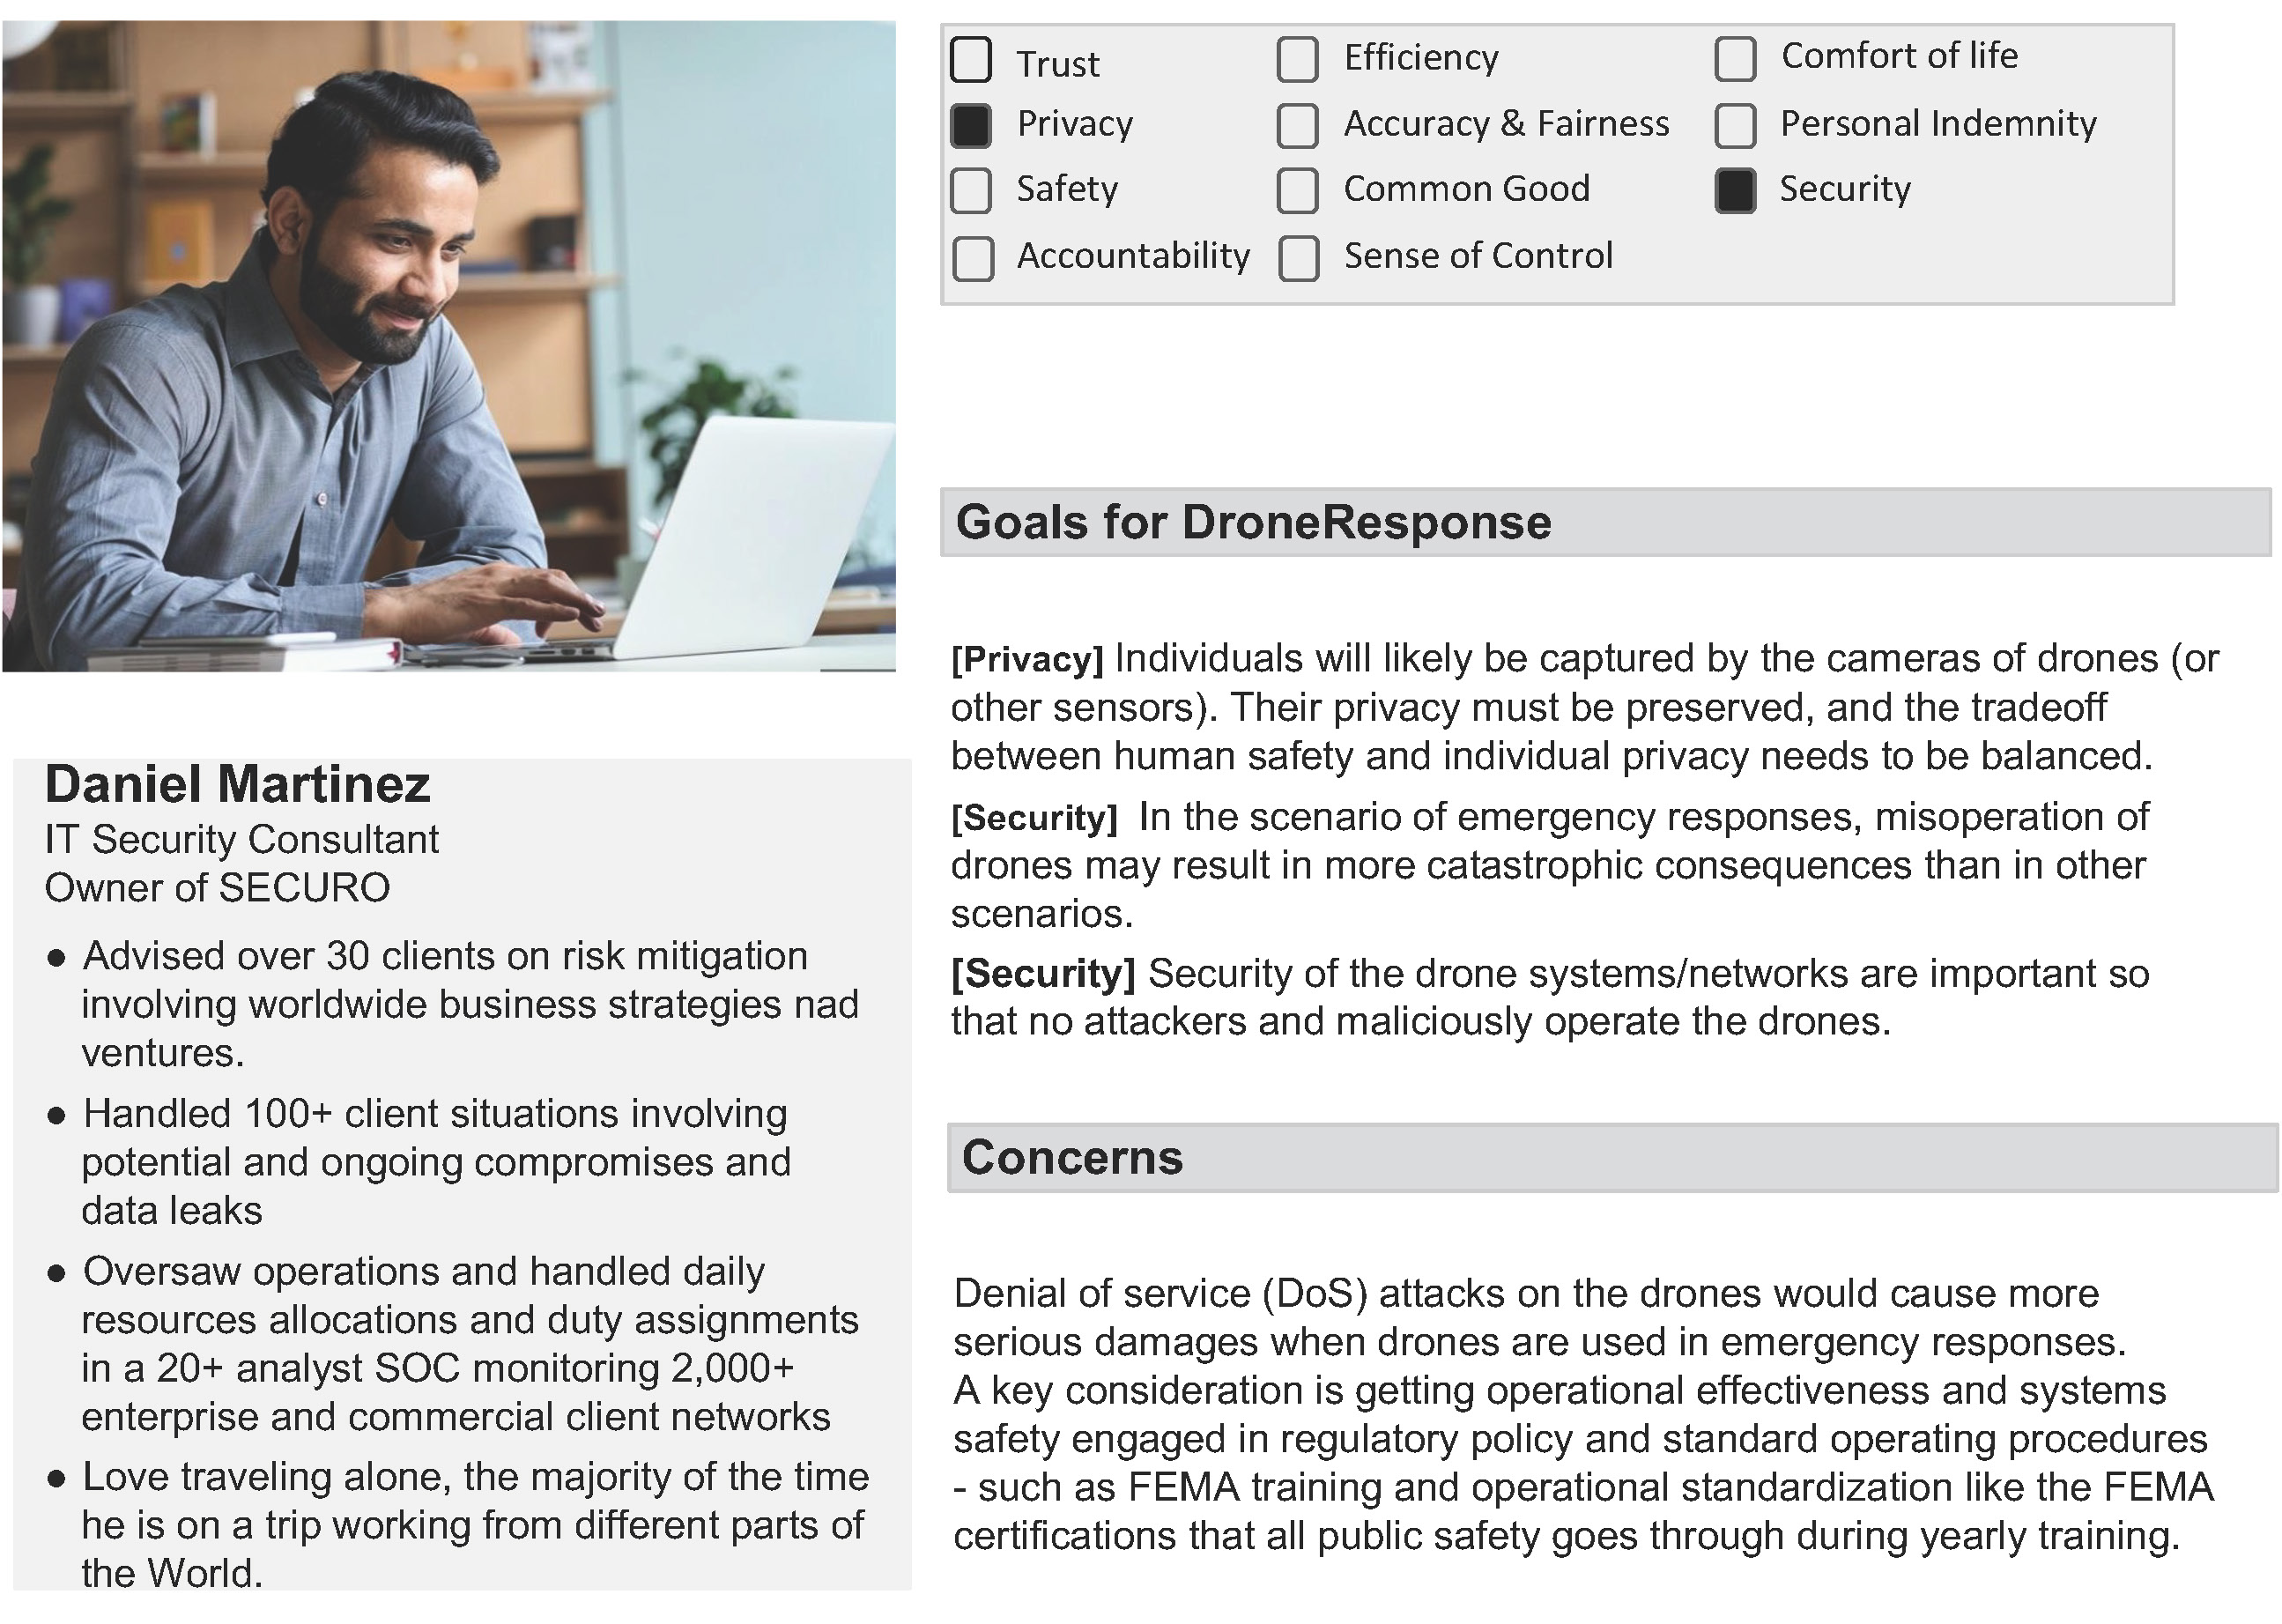 Trust
Efficiency
Comfort of life
Privacy
Accuracy & Fairness
Personal Indemnity
Safety
Common Good
Security
Accountability
Sense of Control
Goals for DroneResponse
[Privacy] Individuals will likely be captured by the cameras of drones (or
other sensors). Their privacy must be preserved, and the tradeoff
between human safety and individual privacy needs to be balanced.
[Security] In the scenario of emergency responses, misoperation of
drones may result in more catastrophic consequences than in other
scenarios.
[Security] Security of the drone systems/networks are important so
that no attackers and maliciously operate the drones.
Concerns
Denial of service (DoS) attacks on the drones would cause more
serious damages when drones are used in emergency responses.
A key consideration is getting operational effectiveness and systems
safety engaged in regulatory policy and standard operating procedures
- such as FEMA training and operational standardization like the FEMA
certifications that all public safety goes through during yearly training.
Daniel Martinez
IT Security Consultant
Owner of SECURO
● Advised over 30 clients on risk mitigation
involving worldwide business strategies nad
ventures.
● Handled 100+ client situations involving
potential and ongoing compromises and
data leaks
● Oversaw operations and handled daily
resources allocations and duty assignments
in a 20+ analyst SOC monitoring 2,000+
enterprise and commercial client networks
● Love traveling alone, the majority of the time
he is on a trip working from different parts of
the World.